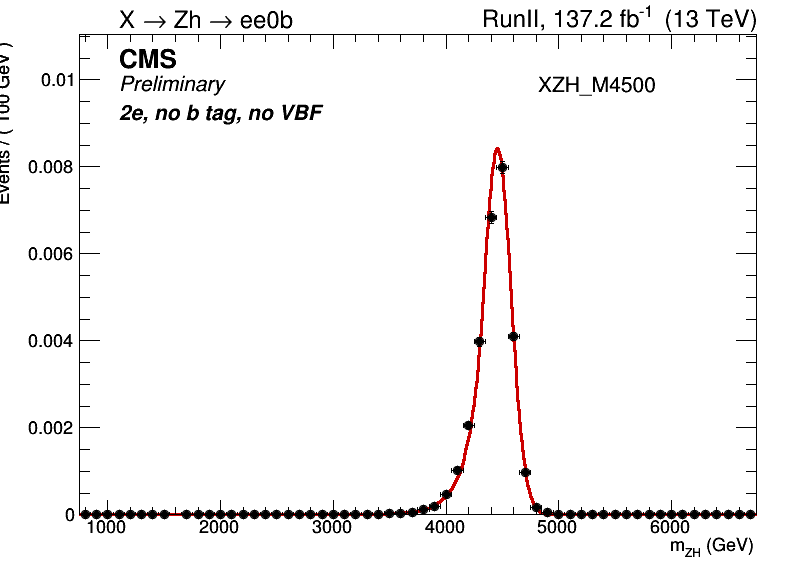 X → Zh → ee0b
RunII, 137.2 fb⁻¹ (13 TeV)
CMS
Preliminary
2e, no b tag, no VBF
XZH_M4500
Events / ( 100 GeV )
0.01
0.008
0.006
0.004
0.002
0
1000 2000 3000 4000 5000 6000
m_ZH (GeV)